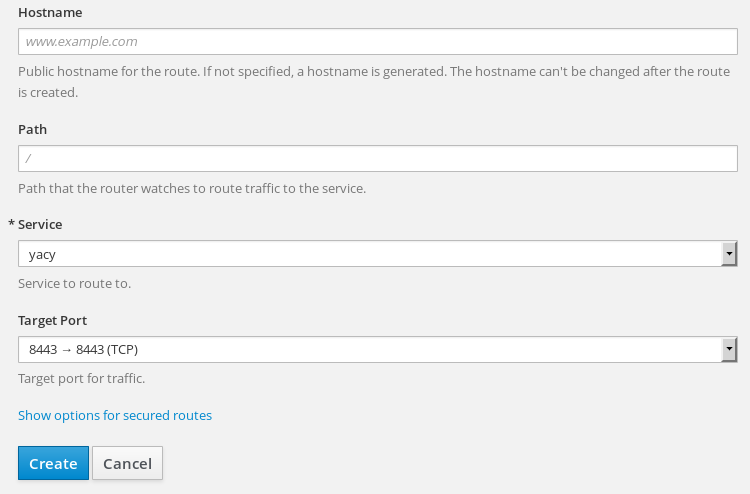 Hostname
www.example.com
Public hostname for the route. If not specified, a hostname is generated. The hostname can't be changed after the route
is created.
Path
/
Path that the router watches to route traffic to the service.
* Service
yacy
Service to route to.
Target Port
8443 → 8443 (TCP)
Target port for traffic.
Show options for secured routes
Create Cancel